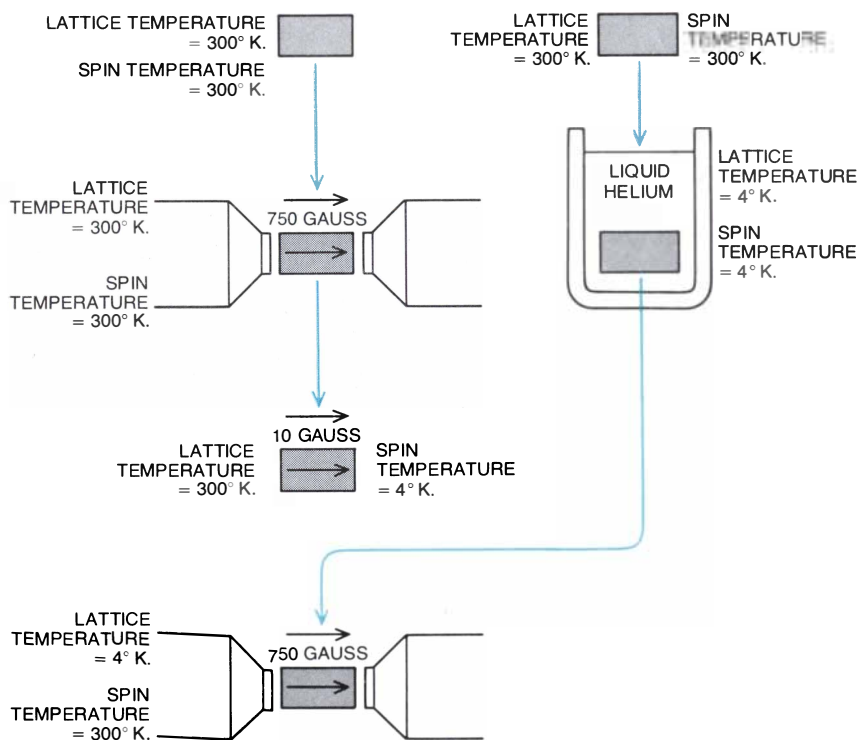 LATTICE TEMPERATURE
= 300° K.
SPIN TEMPERATURE
= 300° K.
LATTICE
TEMPERATURE
= 300° K.
SPIN
TEMPERATURE
= 300° K.
LATTICE
TEMPERATURE
= 300° K.
750 GAUSS
SPIN
TEMPERATURE
= 300° K.
LIQUID
HELIUM
LATTICE
TEMPERATURE
= 4° K.
SPIN
TEMPERATURE
= 4° K.
10 GAUSS
LATTICE
TEMPERATURE
= 300° K.
SPIN
TEMPERATURE
= 4° K.
LATTICE
TEMPERATURE
= 4° K.
750 GAUSS
SPIN
TEMPERATURE
= 300° K.